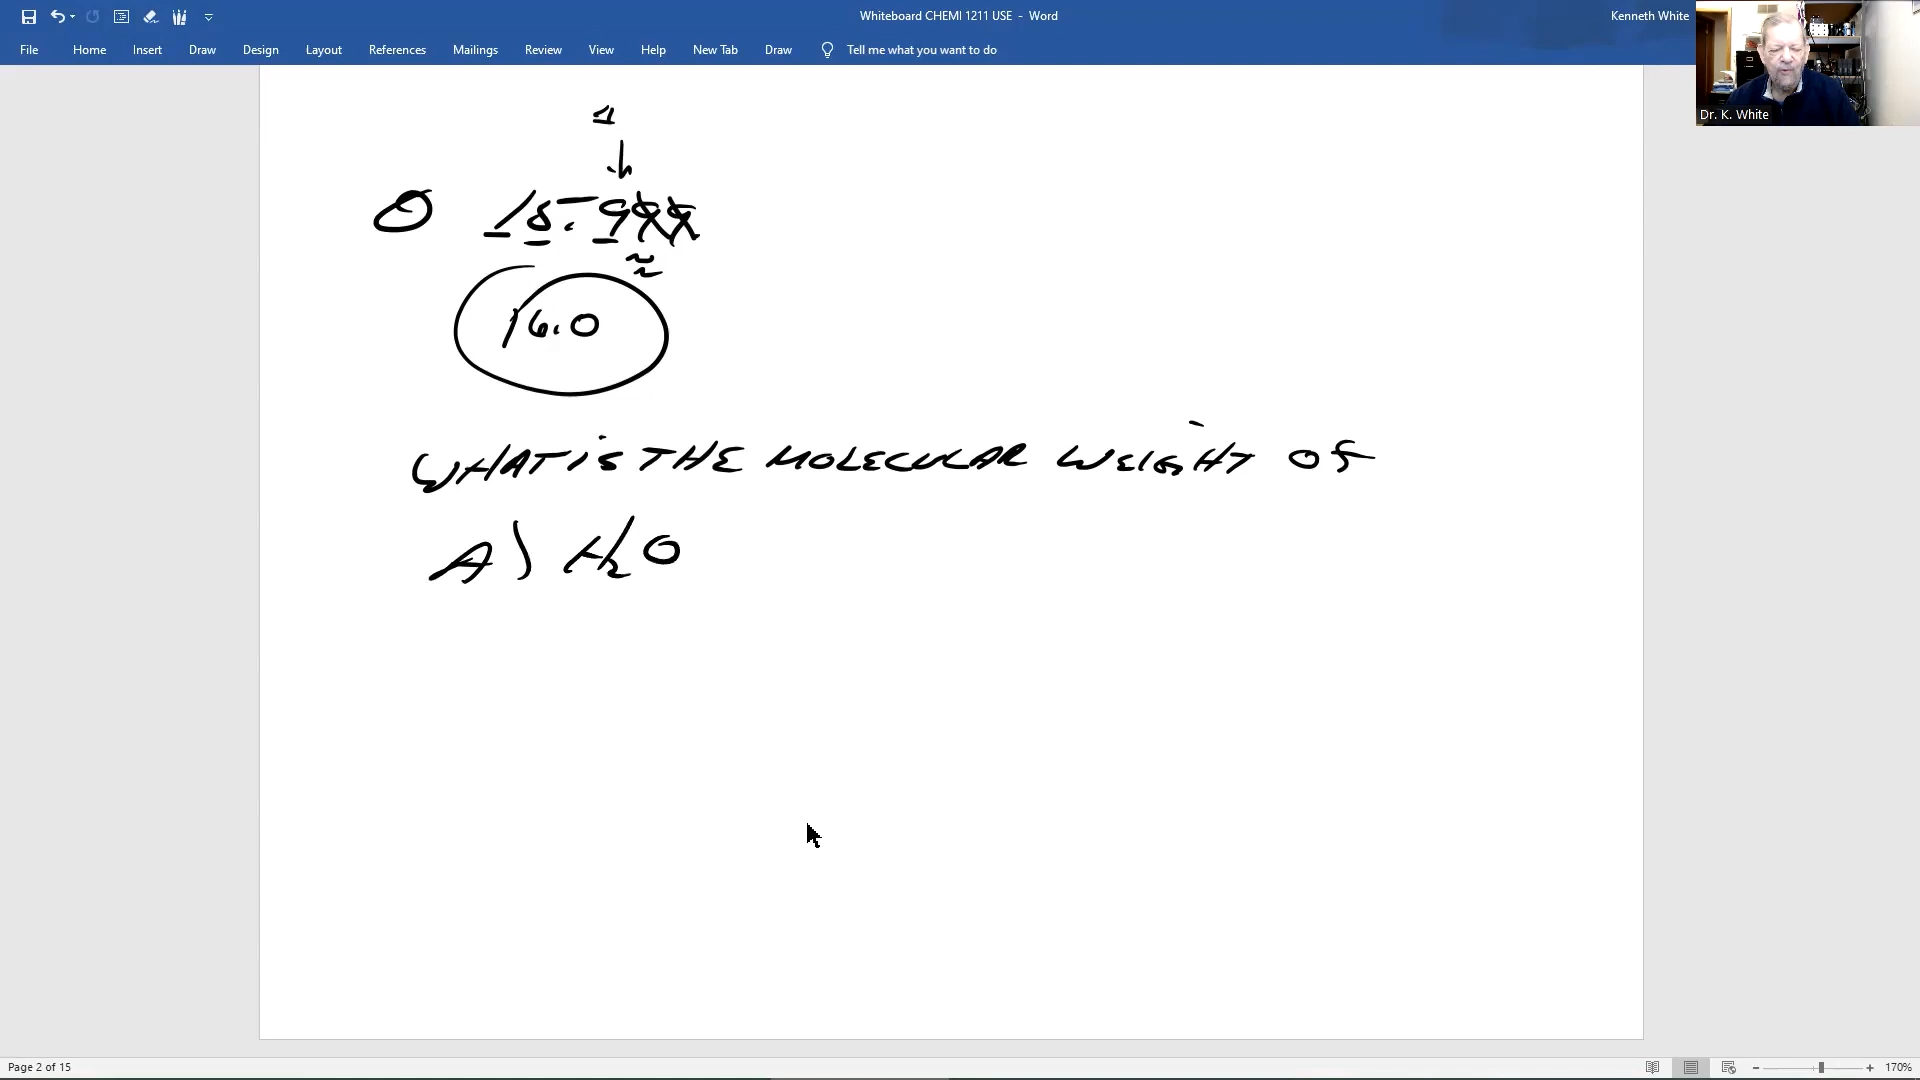 Whiteboard CHEMI 1211 USE - Word
Kenneth White
File Home Insert Draw Design Layout References Mailings Review View Help New Tab Draw Tell me what you want to do
Dr. K. White
1
O 15.999
16.0
WHAT IS THE MOLECULAR WEIGHT OF
A) H2O
Page 2 of 15
170%